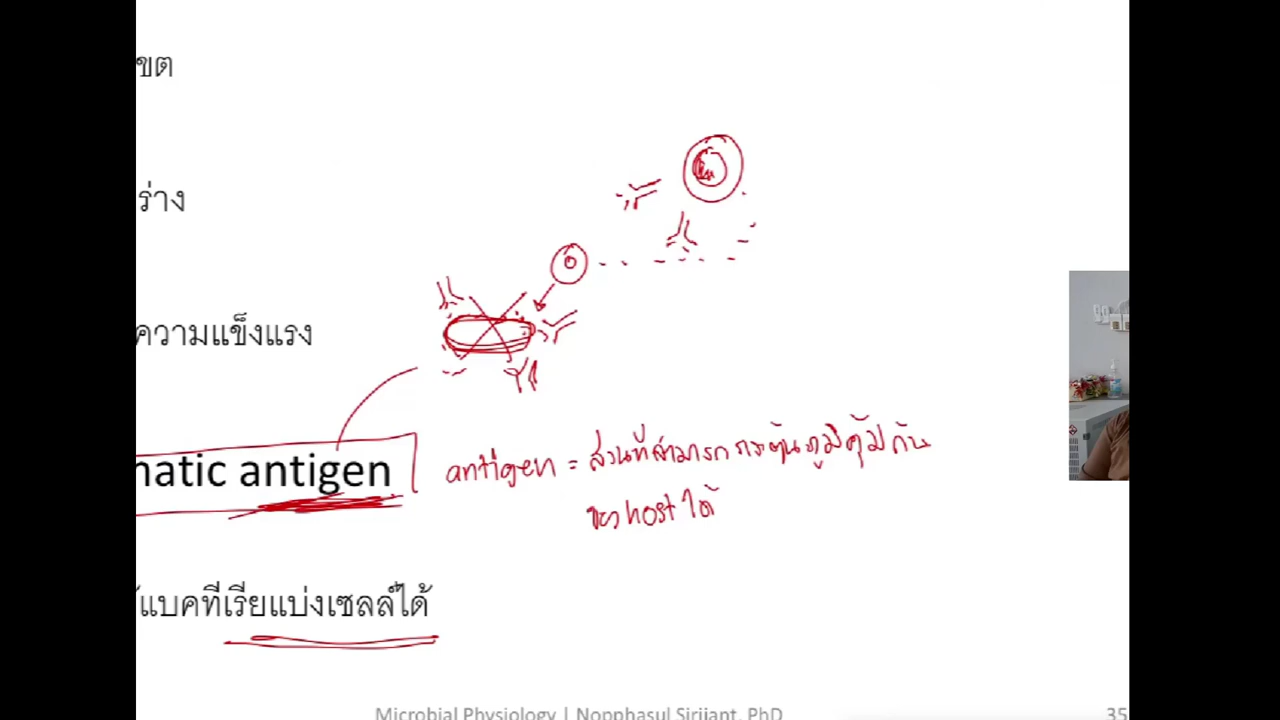 ขต
ร่าง
ความแข็งแรง
matic antigen
antigen = ส่วนที่สามารถกระตุ้นภูมิคุ้มกัน
ของ host ได้
แบคทีเรียแบ่งเซลล์ได้
Microbial Physiology | Nopphasul Sirijant, PhD
35